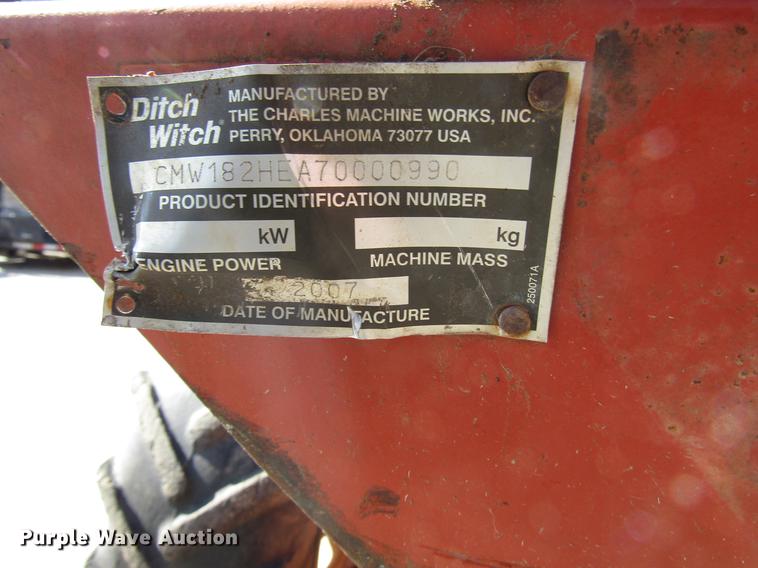 Ditch Witch
MANUFACTURED BY
THE CHARLES MACHINE WORKS, INC.
PERRY, OKLAHOMA 73077 USA
CMW182HEA70000990
PRODUCT IDENTIFICATION NUMBER
kW
kg
ENGINE POWER
MACHINE MASS
2007
DATE OF MANUFACTURE
250071A
Purple Wave Auction